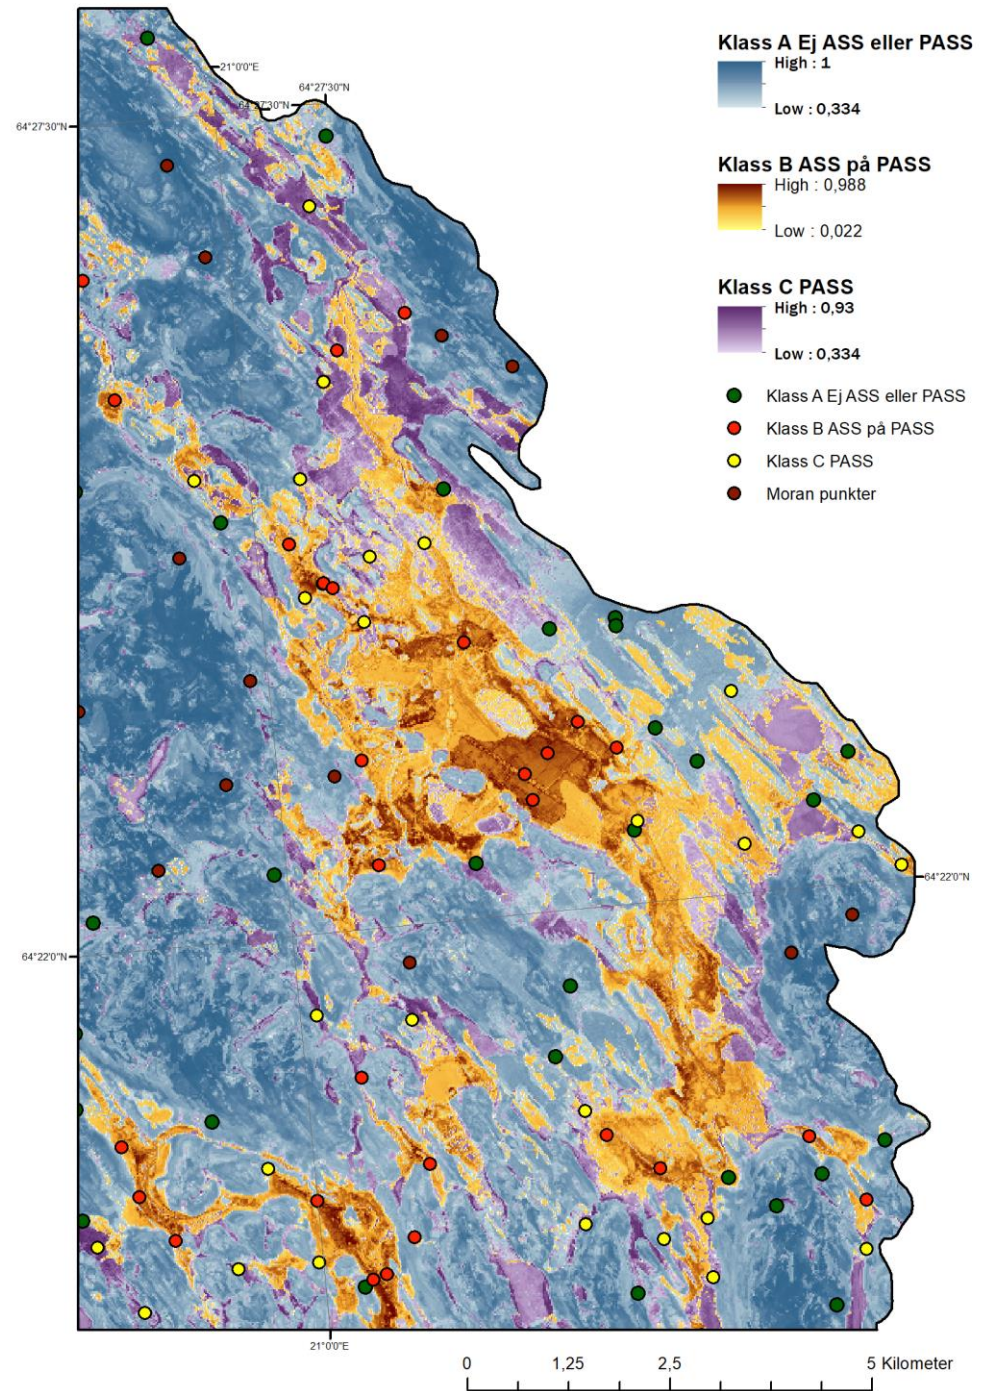 Klass A Ej ASS eller PASS
High : 1
Low : 0,334
Klass B ASS på PASS
High : 0,988
Low : 0,022
Klass C PASS
High : 0,93
Low : 0,334
Klass A Ej ASS eller PASS
Klass B ASS på PASS
Klass C PASS
Moran punkter
21°0'0"E
64°27'30"N
64°27'30"N
64°27'30"N
64°22'0"N
64°22'0"N
21°0'0"E
0 1,25 2,5 5 Kilometer